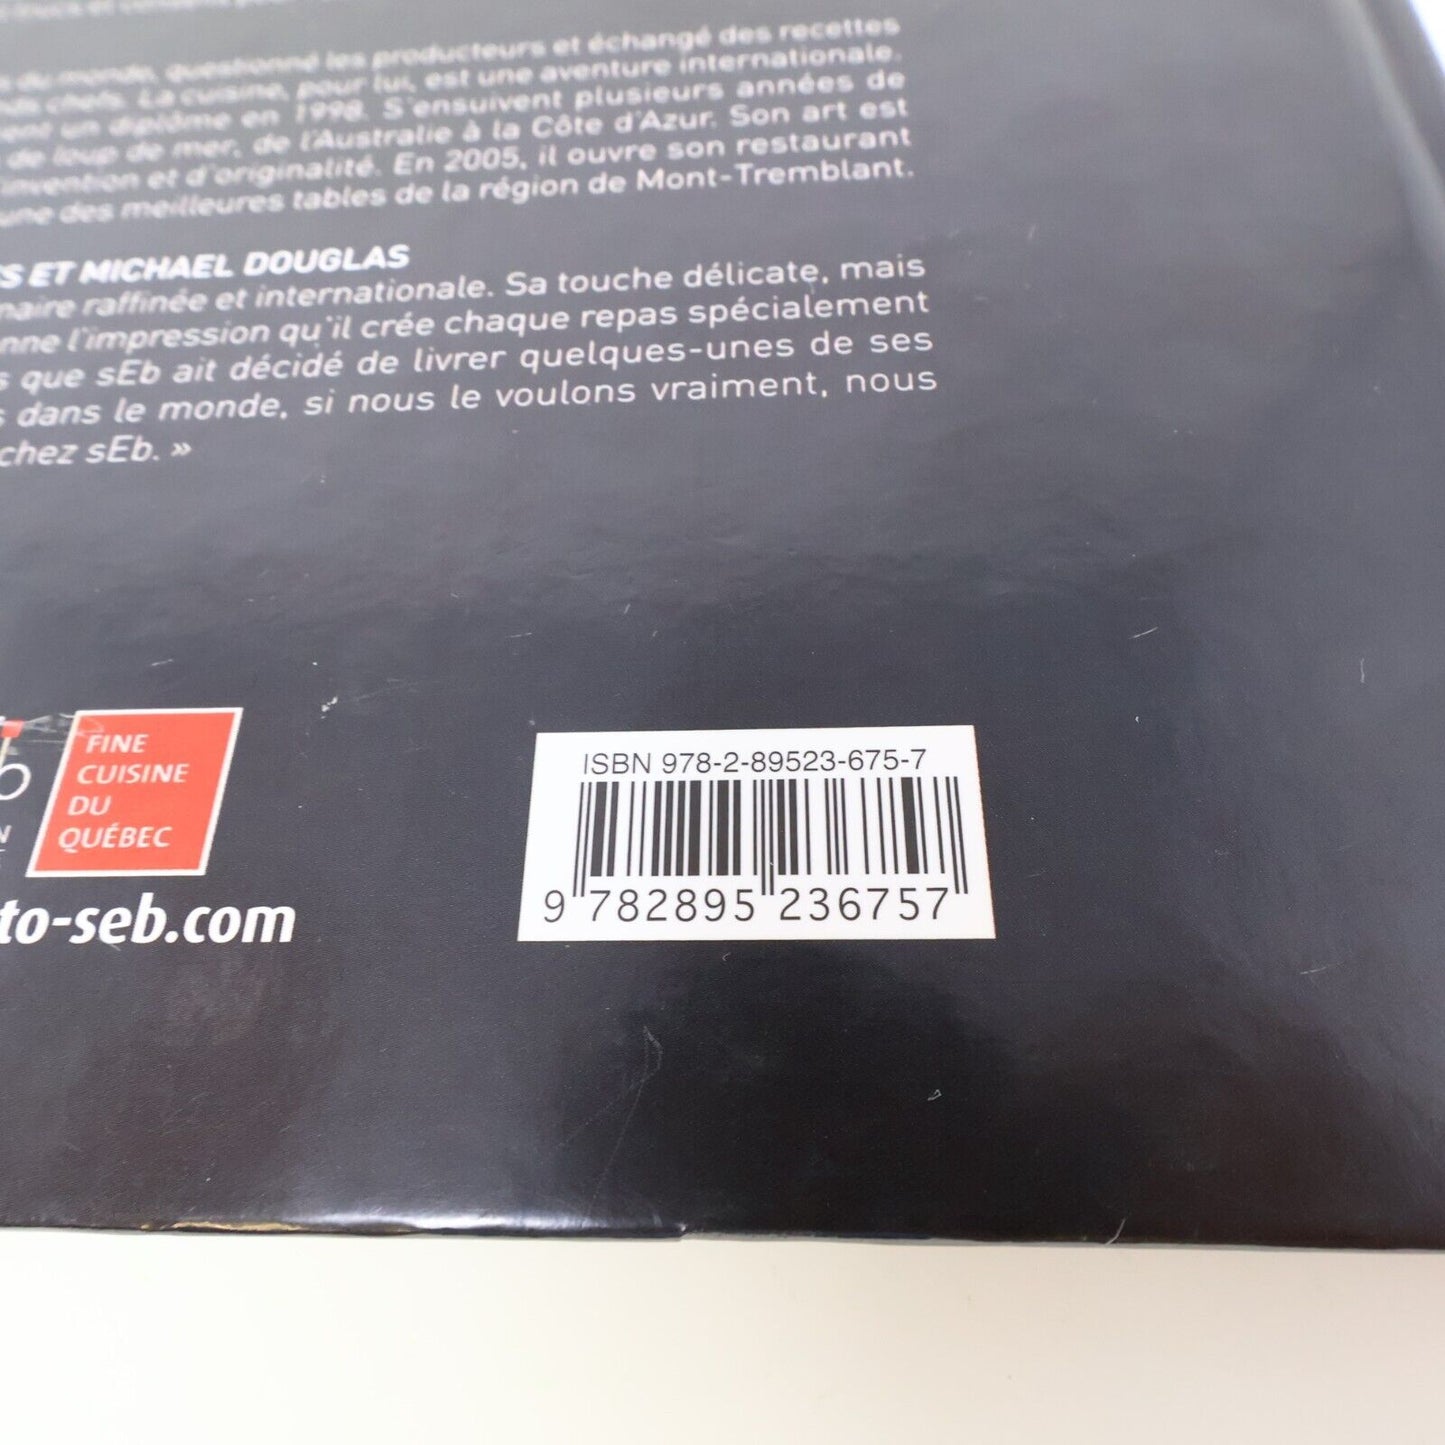 du monde, questionné les producteurs et échangé des recettes
chefs. La cuisine, pour lui, est une aventure internationale.
un diplôme en 1998. S'ensuivent plusieurs années de
de loup de mer, de l'Australie à la Côte d'Azur. Son art est
invention et d'originalité. En 2005, il ouvre son restaurant
une des meilleures tables de la région de Mont-Tremblant.
S ET MICHAEL DOUGLAS
naire raffinée et internationale. Sa touche délicate, mais
nne l'impression qu'il crée chaque repas spécialement
s que sEb ait décidé de livrer quelques-unes de ses
s dans le monde, si nous le voulons vraiment, nous
chez sEb. »
FINE
CUISINE
DU
QUÉBEC
to-seb.com
ISBN 978-2-89523-675-7
9 782895 236757